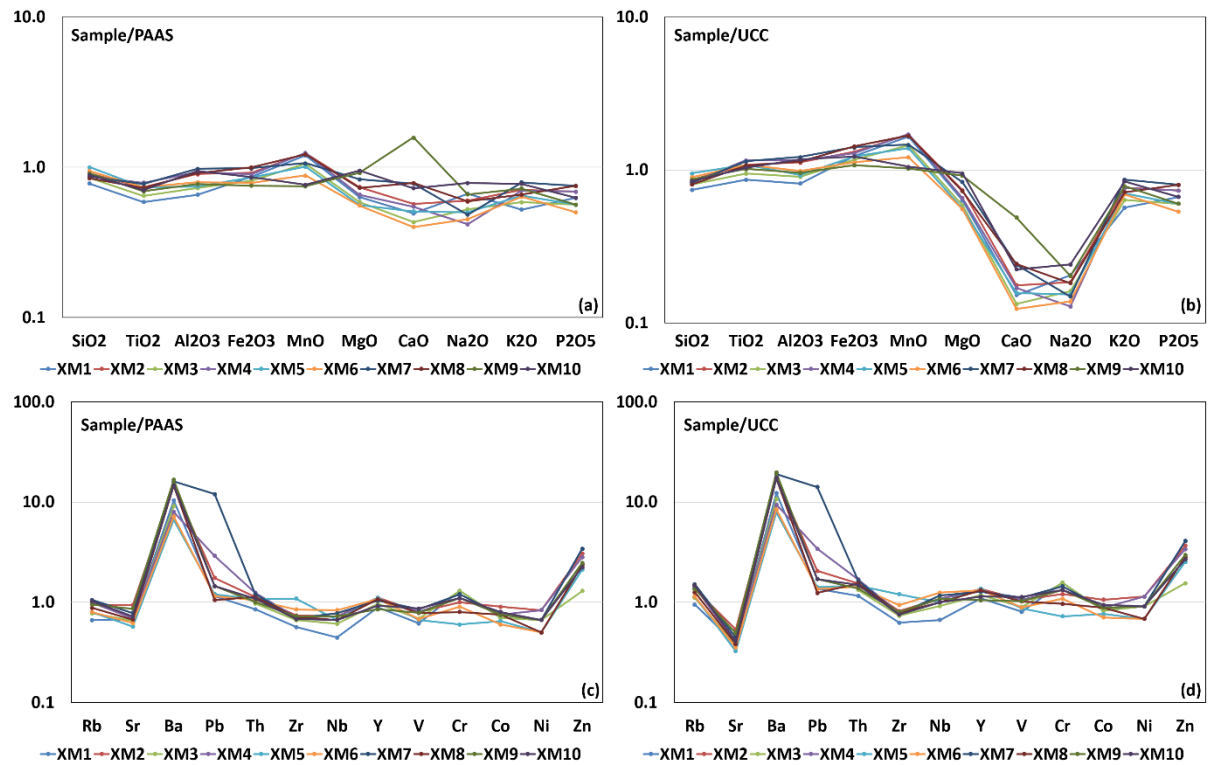 10.0
Sample/PAAS
1.0
0.1
(a)
SiO2 TiO2 Al2O3 Fe2O3 MnO MgO CaO Na2O K2O P2O5
XM1 XM2 XM3 XM4 XM5 XM6 XM7 XM8 XM9 XM10
10.0
Sample/UCC
1.0
0.1
(b)
SiO2 TiO2 Al2O3 Fe2O3 MnO MgO CaO Na2O K2O P2O5
XM1 XM2 XM3 XM4 XM5 XM6 XM7 XM8 XM9 XM10
100.0
Sample/PAAS
10.0
1.0
0.1
(c)
Rb Sr Ba Pb Th Zr Nb Y V Cr Co Ni Zn
XM1 XM2 XM3 XM4 XM5 XM6 XM7 XM8 XM9 XM10
100.0
Sample/UCC
10.0
1.0
0.1
(d)
Rb Sr Ba Pb Th Zr Nb Y V Cr Co Ni Zn
XM1 XM2 XM3 XM4 XM5 XM6 XM7 XM8 XM9 XM10